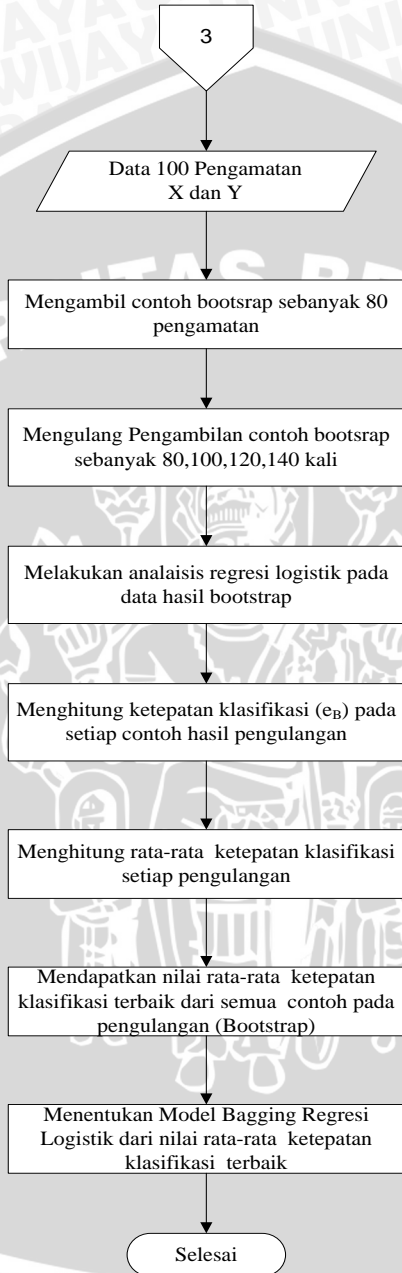 3
Data 100 Pengamatan
X dan Y
Mengambil contoh bootsrap sebanyak 80
pengamatan
Mengulang Pengambilan contoh bootsrap
sebanyak 80,100,120,140 kali
Melakukan analaisis regresi logistik pada
data hasil bootstrap
Menghitung ketepatan klasifikasi (eB) pada
setiap contoh hasil pengulangan
Menghitung rata-rata ketepatan klasifikasi
setiap pengulangan
Mendapatkan nilai rata-rata ketepatan
klasifikasi terbaik dari semua contoh pada
pengulangan (Bootstrap)
Menentukan Model Bagging Regresi
Logistik dari nilai rata-rata ketepatan
klasifikasi terbaik
Selesai